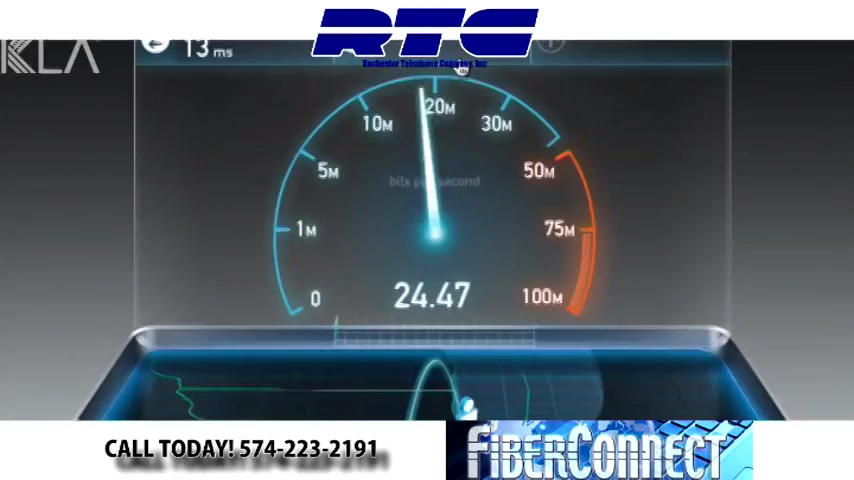 RTC
Rochester Telephone Company, Inc.
KLA
13 ms
20M
10M
30M
5M
50M
bits per second
1M
75M
24.47
0
100M
CALL TODAY! 574-223-2191
FIBERCONNECT